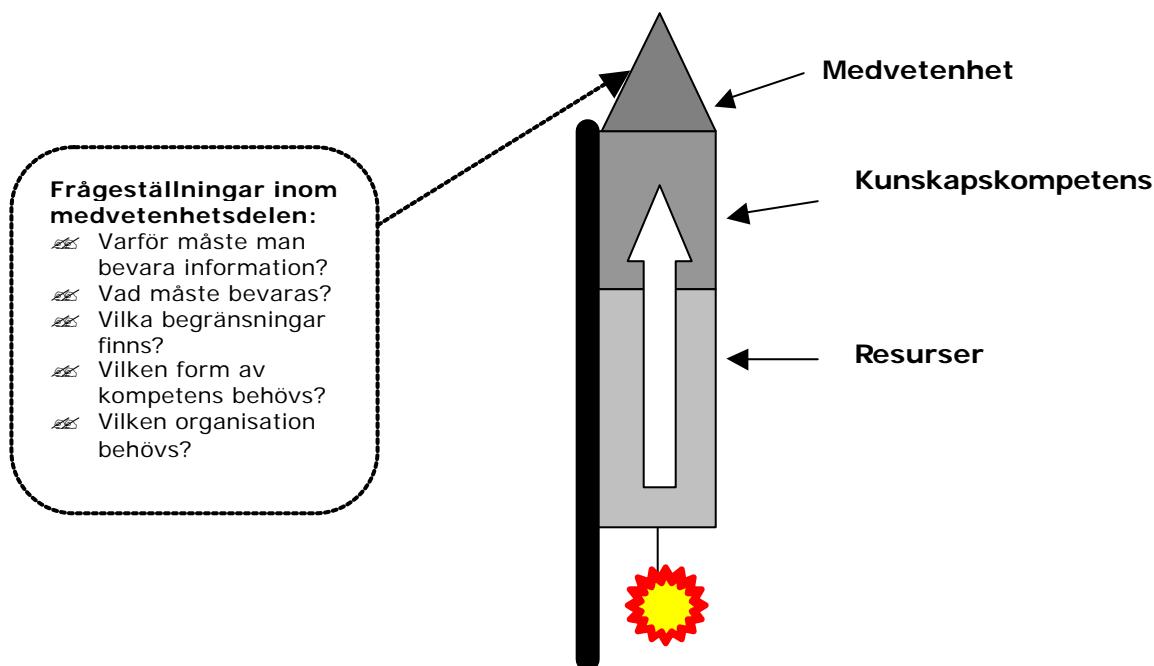 Medvetenhet
Kunskapskompetens
Resurser
Frågeställningar inom
medvetenhetsdelen:
Varför måste man
bevara information?
Vad måste bevaras?
Vilka begränsningar
finns?
Vilken form av
kompetens behövs?
Vilken organisation
behövs?